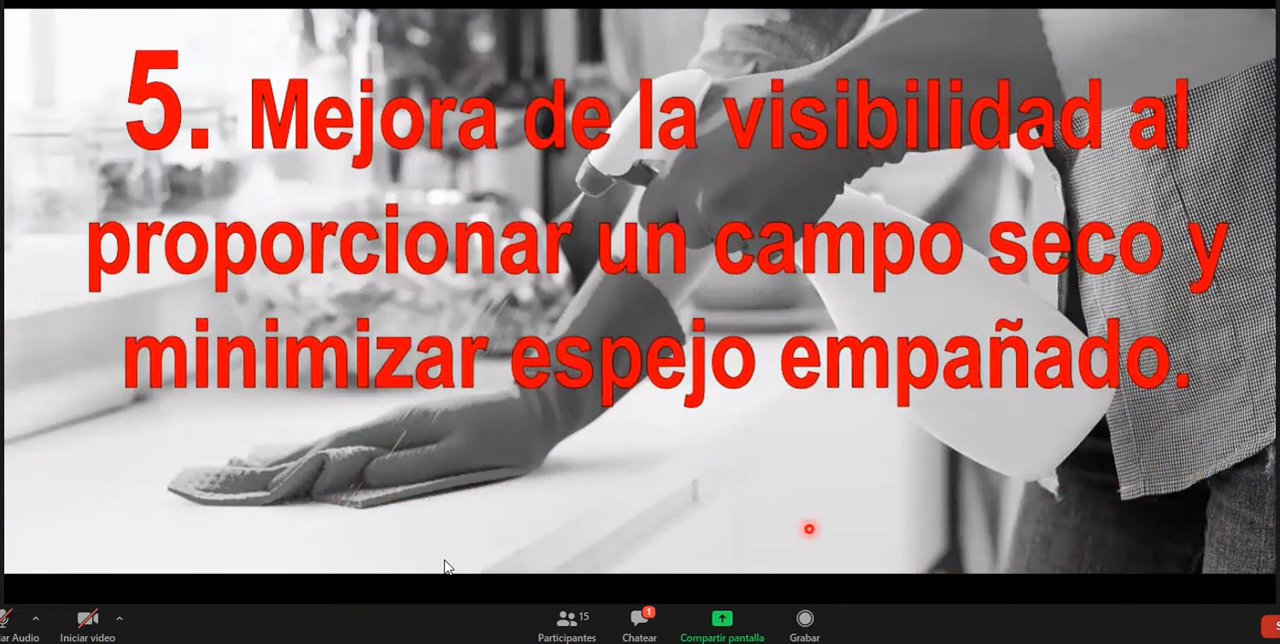 5. Mejora de la visibilidad al
proporcionar un campo seco y
minimizar espejo empañado.
ar Audio
Iniciar video
Participantes
15
Chatear
1
Compartir pantalla
Grabar